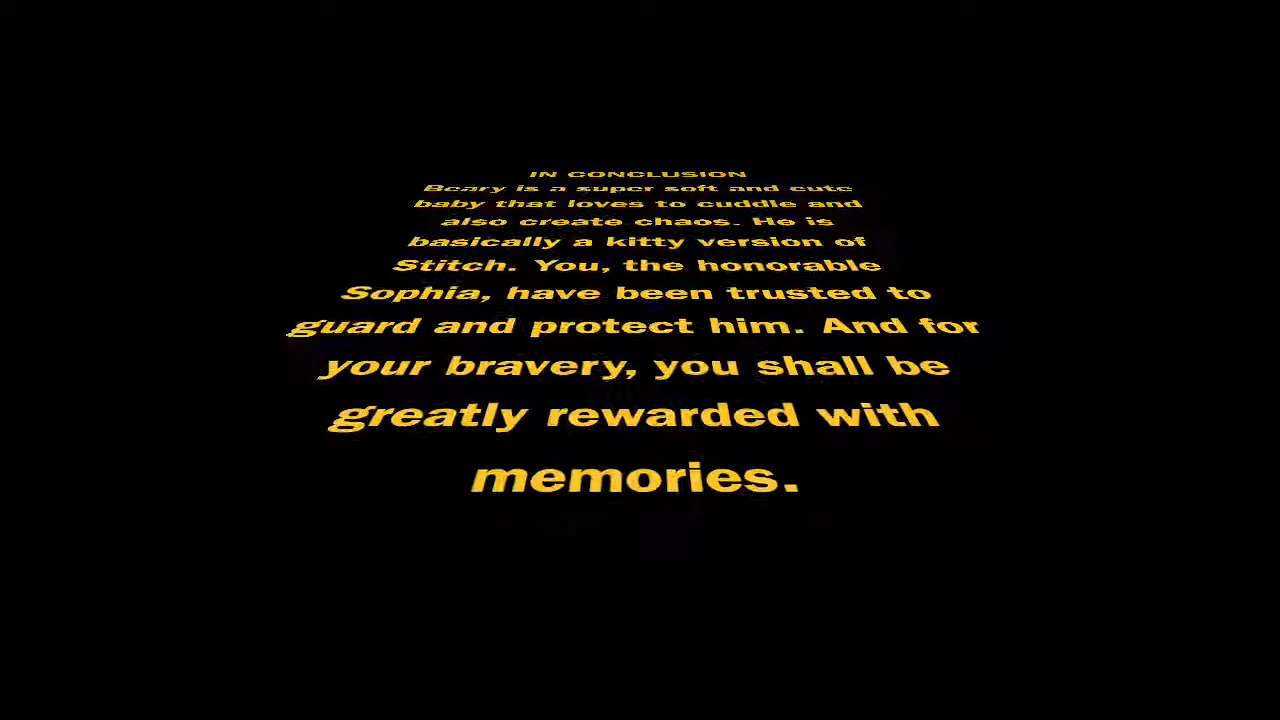 IN CONCLUSION
Beary is a super soft and cute
baby that loves to cuddle and
also create chaos. He is
basically a kitty version of
Stitch. You, the honorable
Sophia, have been trusted to
guard and protect him. And for
your bravery, you shall be
greatly rewarded with
memories.